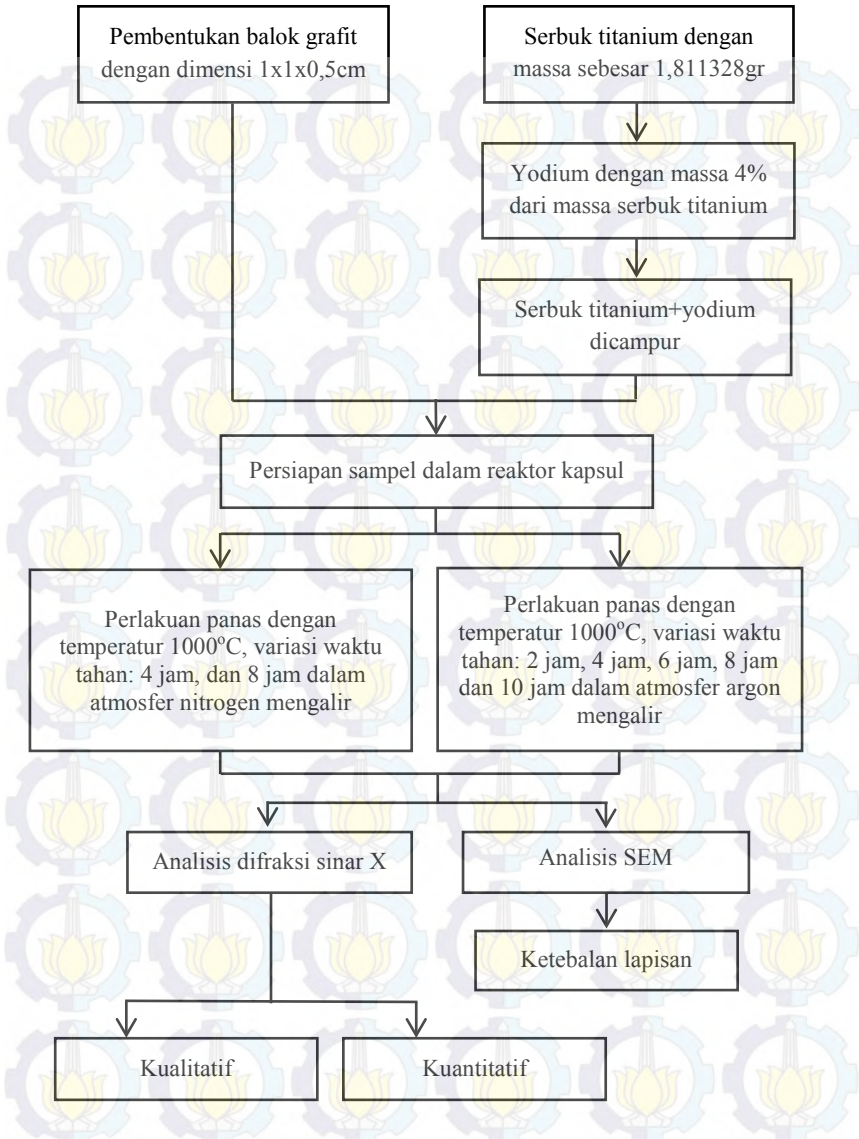 Pembentukan balok grafit
dengan dimensi 1x1x0,5cm
Serbuk titanium dengan
massa sebesar 1,811328gr
Yodium dengan massa 4%
dari massa serbuk titanium
Serbuk titanium+yodium
dicampur
Persiapan sampel dalam reaktor kapsul
Perlakuan panas dengan
temperatur 1000°C, variasi waktu
tahan: 4 jam, dan 8 jam dalam
atmosfer nitrogen mengalir
Perlakuan panas dengan
temperatur 1000°C, variasi waktu
tahan: 2 jam, 4 jam, 6 jam, 8 jam
dan 10 jam dalam atmosfer argon
mengalir
Analisis difraksi sinar X
Analisis SEM
Ketebalan lapisan
Kualitatif
Kuantitatif